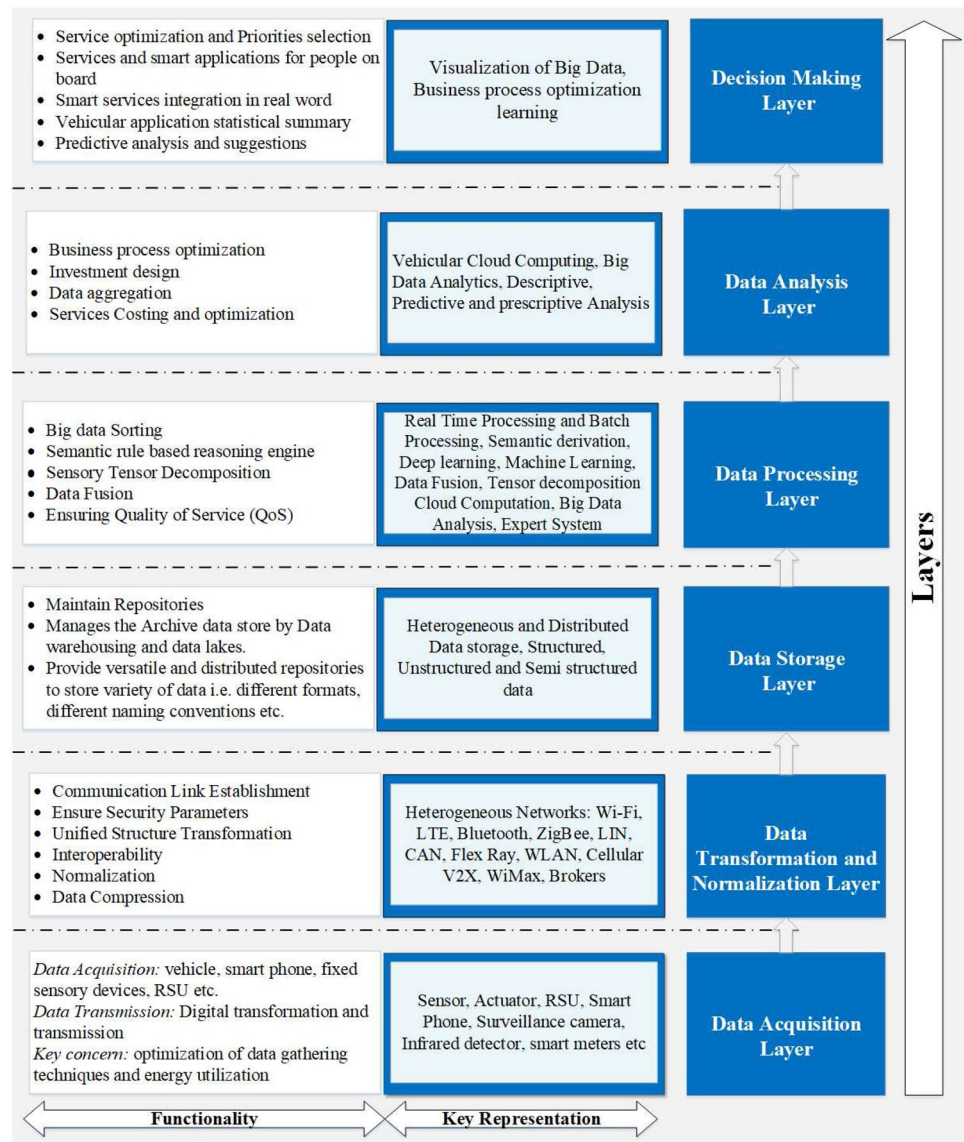 • Service optimization and Priorities selection
• Services and smart applications for people on
board
• Smart services integration in real word
• Vehicular application statistical summary
• Predictive analysis and suggestions
Visualization of Big Data,
Business process optimization
learning
Decision Making
Layer
• Business process optimization
• Investment design
• Data aggregation
• Services Costing and optimization
Vehicular Cloud Computing, Big
Data Analytics, Descriptive,
Predictive and prescriptive Analysis
Data Analysis
Layer
• Big data Sorting
• Semantic rule based reasoning engine
• Sensory Tensor Decomposition
• Data Fusion
• Ensuring Quality of Service (QoS)
Real Time Processing and Batch
Processing, Semantic derivation,
Deep learning, Machine Learning,
Data Fusion, Tensor decomposition
Cloud Computation, Big Data
Analysis, Expert System
Data Processing
Layer
• Maintain Repositories
• Manages the Archive data store by Data
warehousing and data lakes.
• Provide versatile and distributed repositories
to store variety of data i.e. different formats,
different naming conventions etc.
Heterogeneous and Distributed
Data storage, Structured,
Unstructured and Semi structured
data
Data Storage
Layer
• Communication Link Establishment
• Ensure Security Parameters
• Unified Structure Transformation
• Interoperability
• Normalization
• Data Compression
Heterogeneous Networks: Wi-Fi,
LTE, Bluetooth, ZigBee, LIN,
CAN, Flex Ray, WLAN, Cellular
V2X, WiMax, Brokers
Data
Transformation and
Normalization Layer
Data Acquisition: vehicle, smart phone, fixed
sensory devices, RSU etc.
Data Transmission: Digital transformation and
transmission
Key concern: optimization of data gathering
techniques and energy utilization
Sensor, Actuator, RSU, Smart
Phone, Surveillance camera,
Infrared detector, smart meters etc
Data Acquisition
Layer
Layers
Functionality
Key Representation